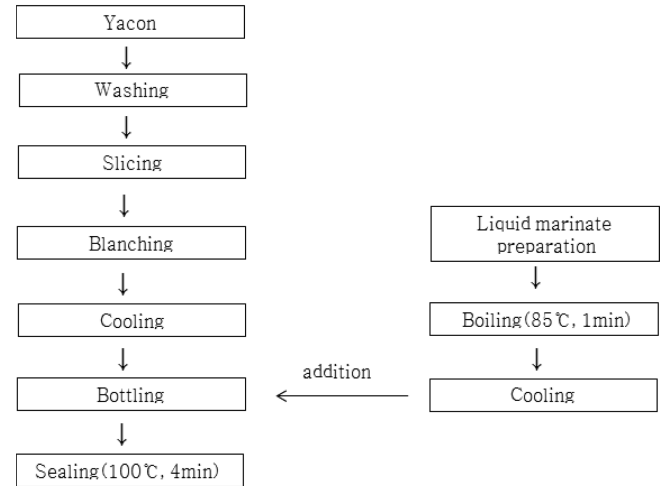 Yacon
Washing
Slicing
Blanching
Cooling
Bottling
Sealing(100℃, 4min)
Liquid marinate
preparation
Boiling(85℃, 1min)
Cooling
addition